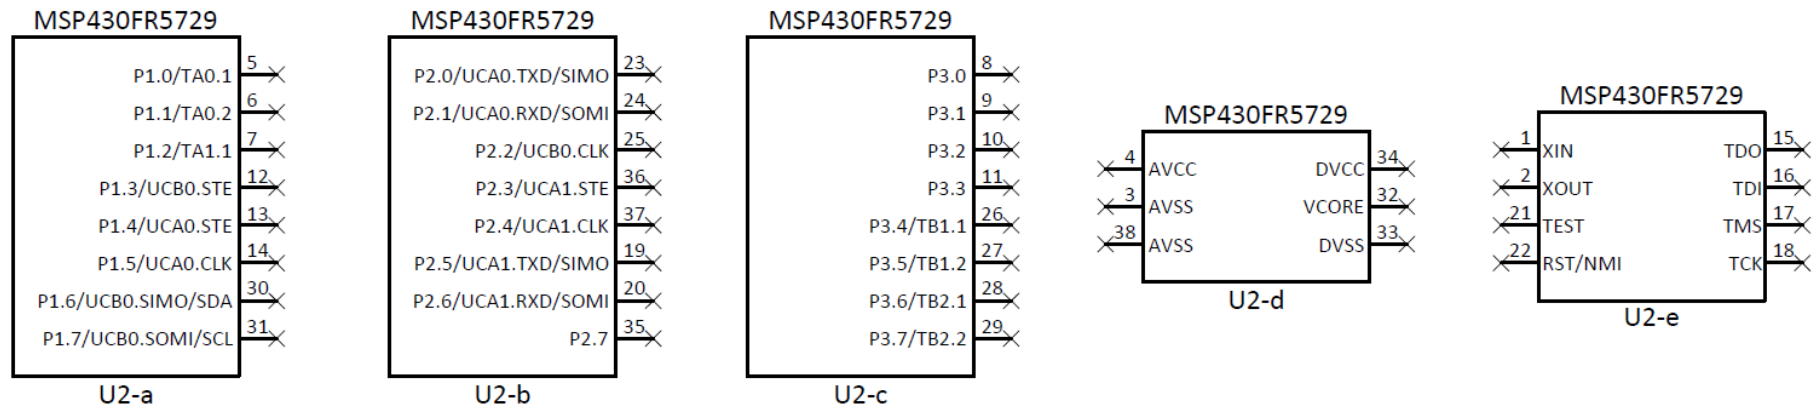 MSP430FR5729
P1.0/TA0.1 5
P1.1/TA0.2 6
P1.2/TA1.1 7
P1.3/UCB0.STE 12
P1.4/UCA0.STE 13
P1.5/UCA0.CLK 14
P1.6/UCB0.SIMO/SDA 30
P1.7/UCB0.SOMI/SCL 31
U2-a
MSP430FR5729
P2.0/UCA0.TXD/SIMO 23
P2.1/UCA0.RXD/SOMI 24
P2.2/UCB0.CLK 25
P2.3/UCA1.STE 36
P2.4/UCA1.CLK 37
P2.5/UCA1.TXD/SIMO 19
P2.6/UCA1.RXD/SOMI 20
P2.7 35
U2-b
MSP430FR5729
P3.0 8
P3.1 9
P3.2 10
P3.3 11
P3.4/TB1.1 26
P3.5/TB1.2 27
P3.6/TB2.1 28
P3.7/TB2.2 29
U2-c
MSP430FR5729
4 AVCC DVCC 34
3 AVSS VCORE 32
38 AVSS DVSS 33
U2-d
MSP430FR5729
1 XIN TDO 15
2 XOUT TDI 16
21 TEST TMS 17
22 RST/NMI TCK 18
U2-e